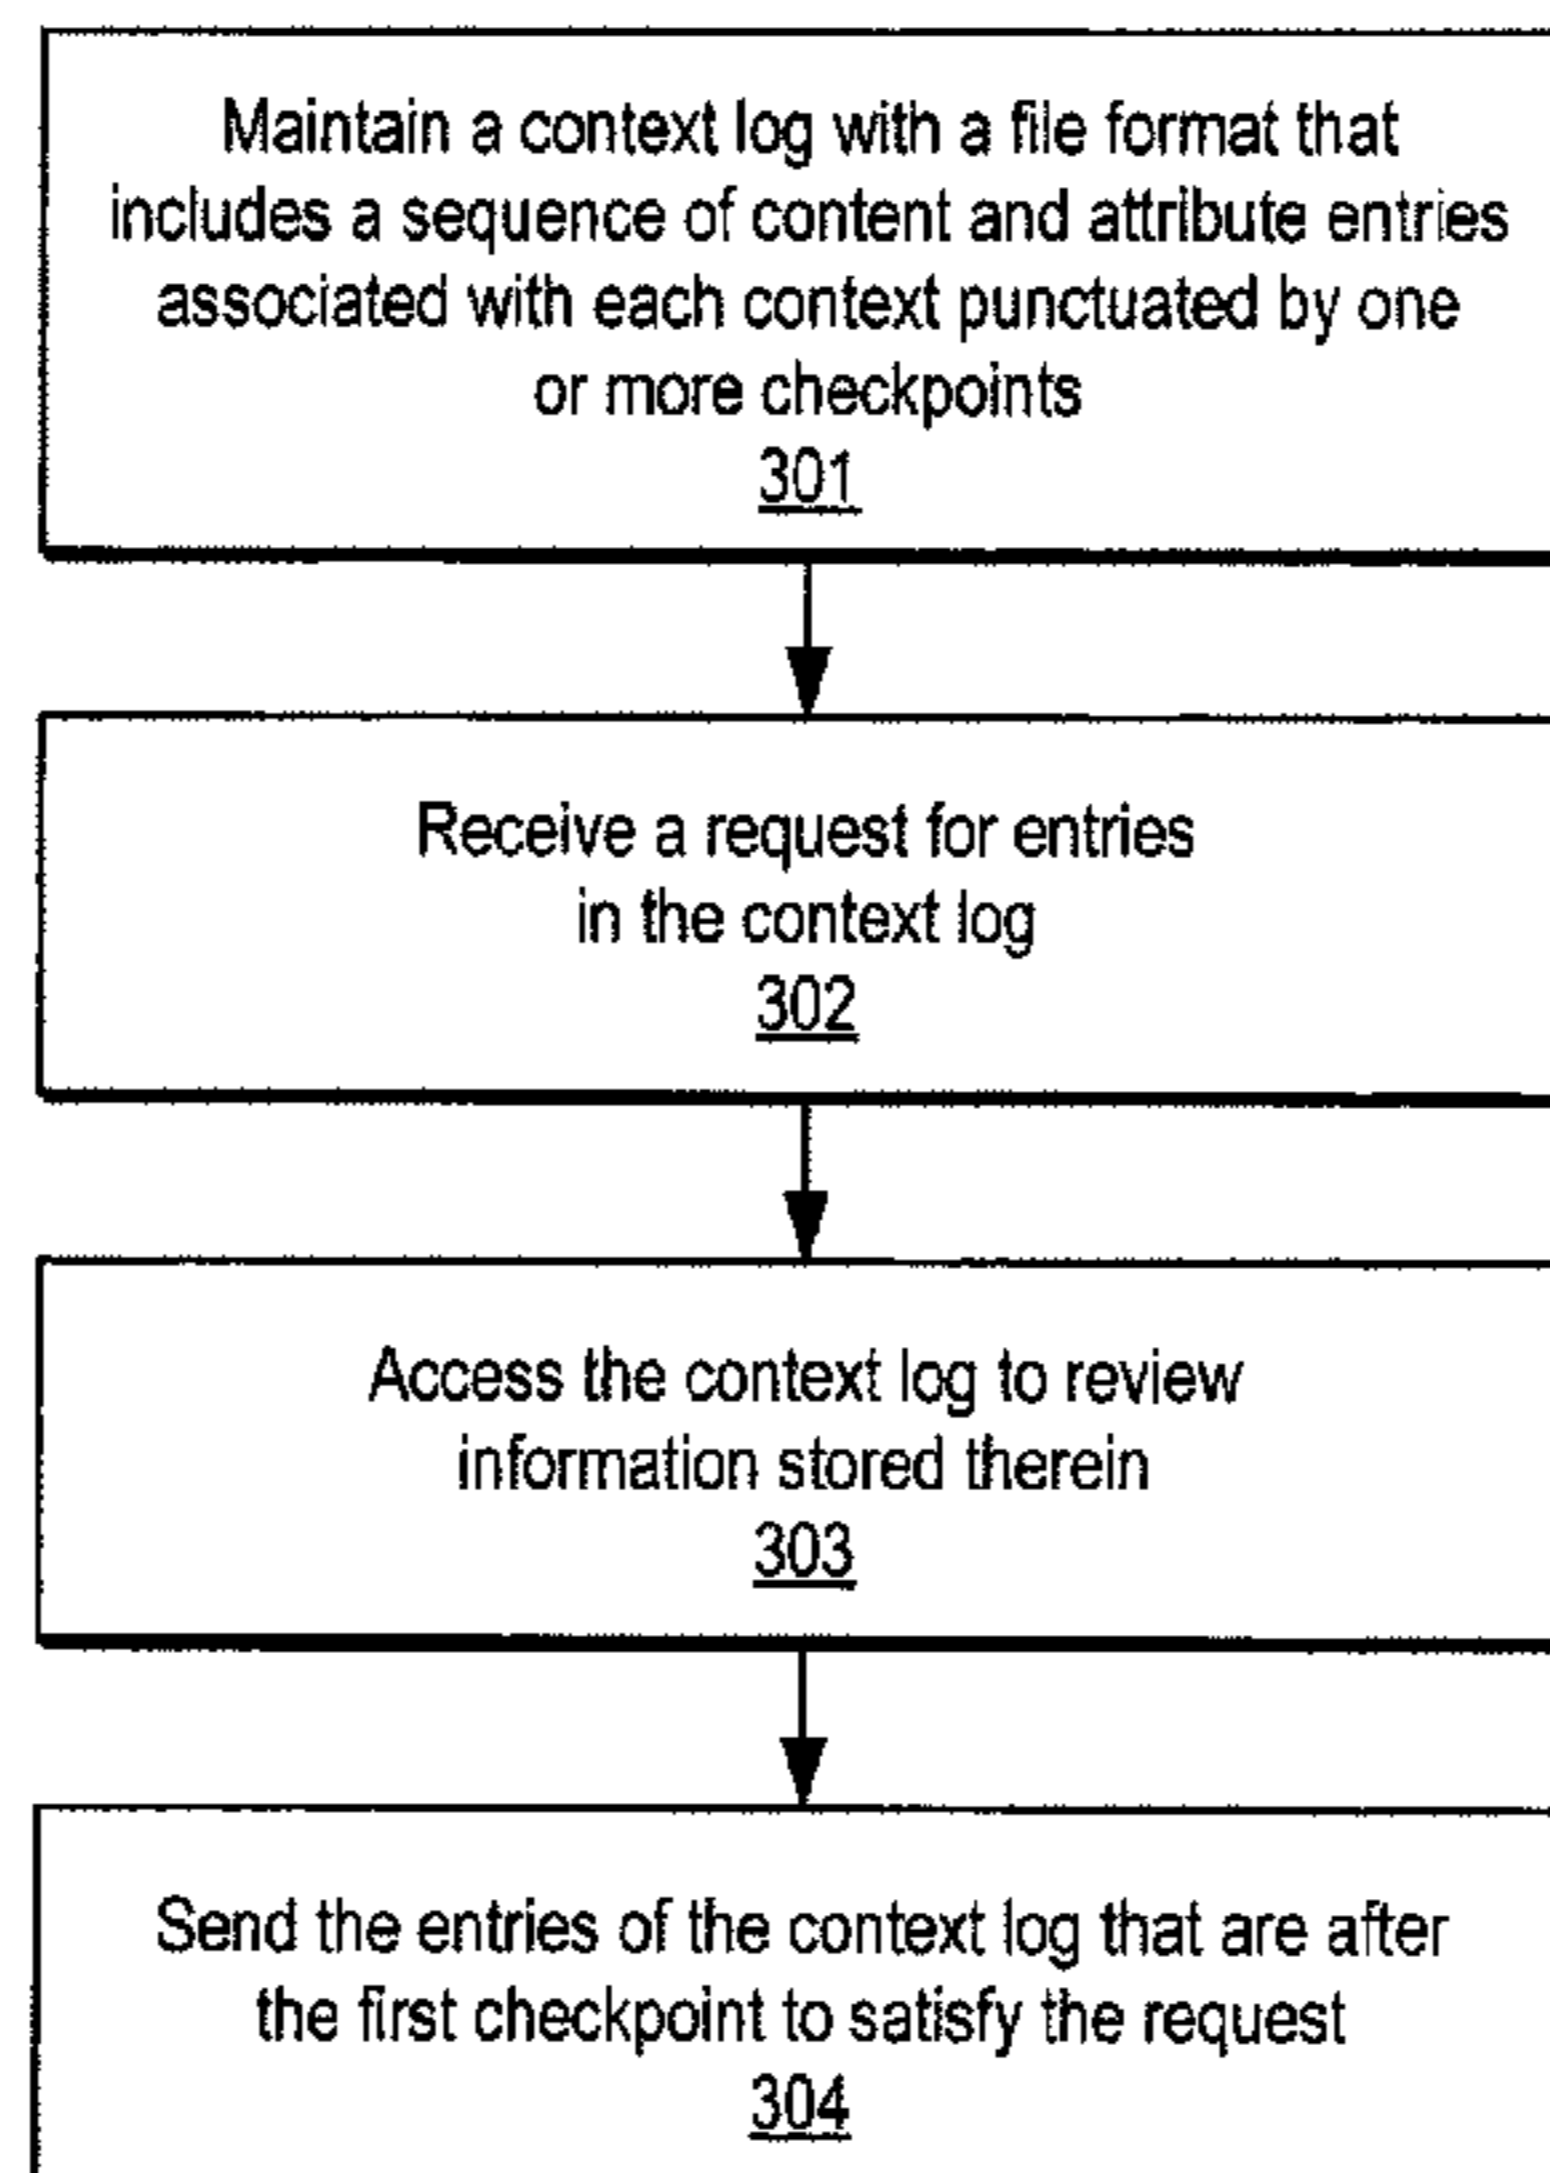 Maintain a context log with a file format that
includes a sequence of content and attribute entries
associated with each context punctuated by one
or more checkpoints
301
Receive a request for entries
in the context log
302
Access the context log to review
information stored therein
303
Send the entries of the context log that are after
the first checkpoint to satisfy the request
304